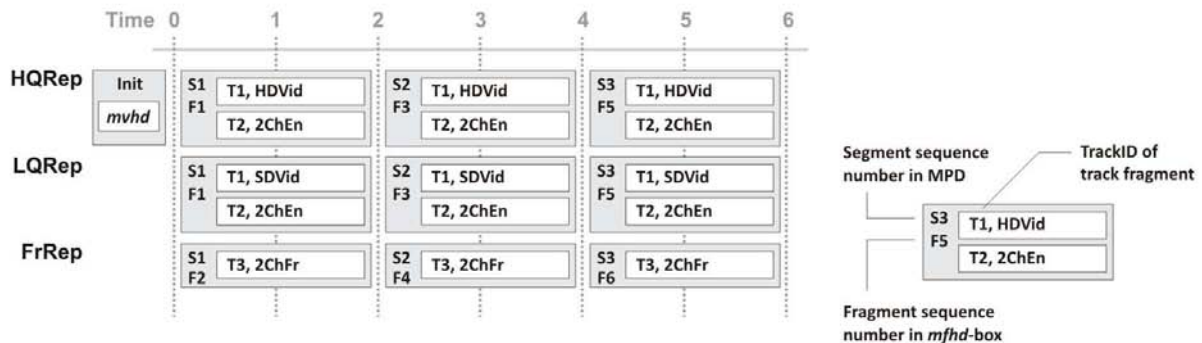 Time 0 1 2 3 4 5 6
HQRep
Init
mvhd
S1
F1
T1, HDVid
T2, 2ChEn
S2
F3
T1, HDVid
T2, 2ChEn
S3
F5
T1, HDVid
T2, 2ChEn
LQRep
S1
F1
T1, SDVid
T2, 2ChEn
S2
F3
T1, SDVid
T2, 2ChEn
S3
F5
T1, SDVid
T2, 2ChEn
FrRep
S1
F2
T3, 2ChFr
S2
F4
T3, 2ChFr
S3
F6
T3, 2ChFr
Segment sequence
number in MPD
TrackID of
track fragment
S3
F5
T1, HDVid
T2, 2ChEn
Fragment sequence
number in mfhd-box